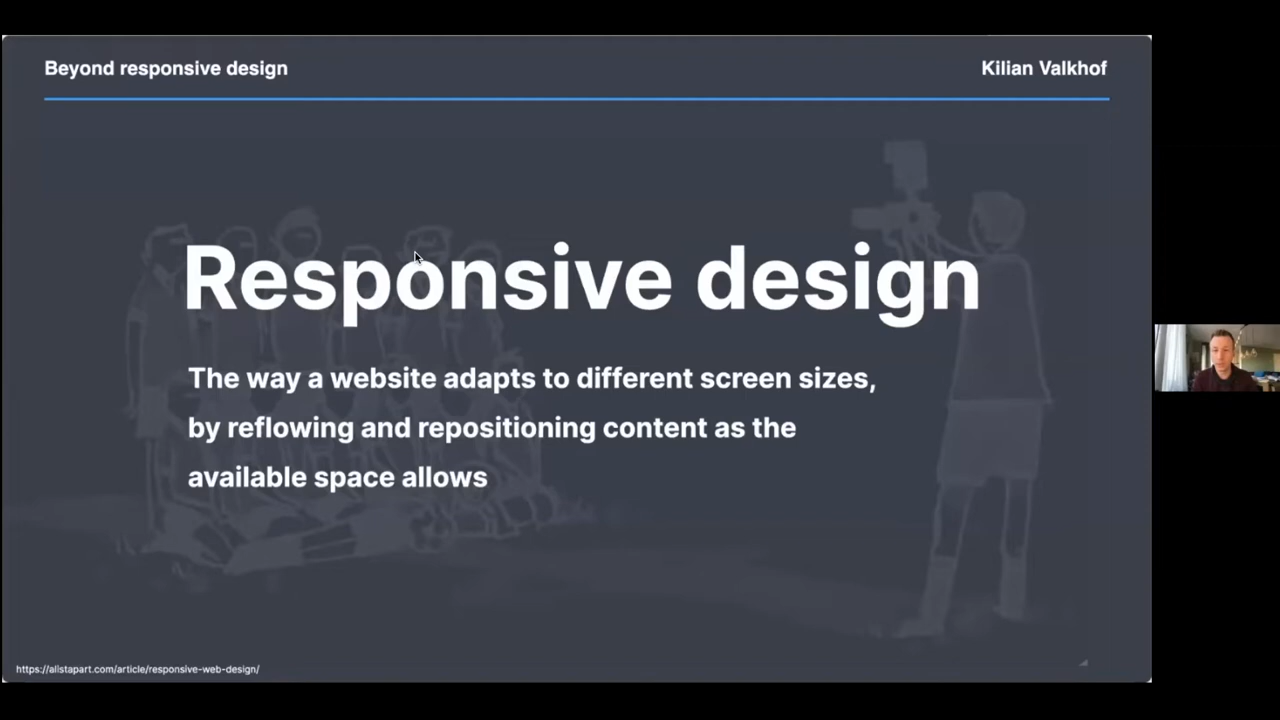 Beyond responsive design
Kilian Valkhof
Responsive design
The way a website adapts to different screen sizes,
by reflowing and repositioning content as the
available space allows
https://alistapart.com/article/responsive-web-design/